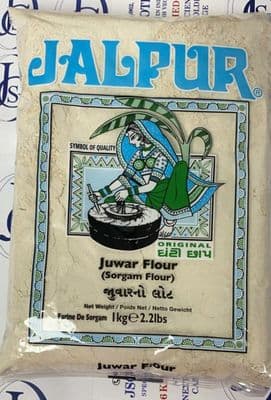 JALPUR®
SYMBOL OF QUALITY
ORIGINAL
ઘંટી છાપ
Juwar Flour
(Sorgam Flour)
જુવારનો લોટ
Net Weight / Poids Net / Netto Gewicht
Farine De Sorgam 1kg e 2.2lbs
Juwar Flour